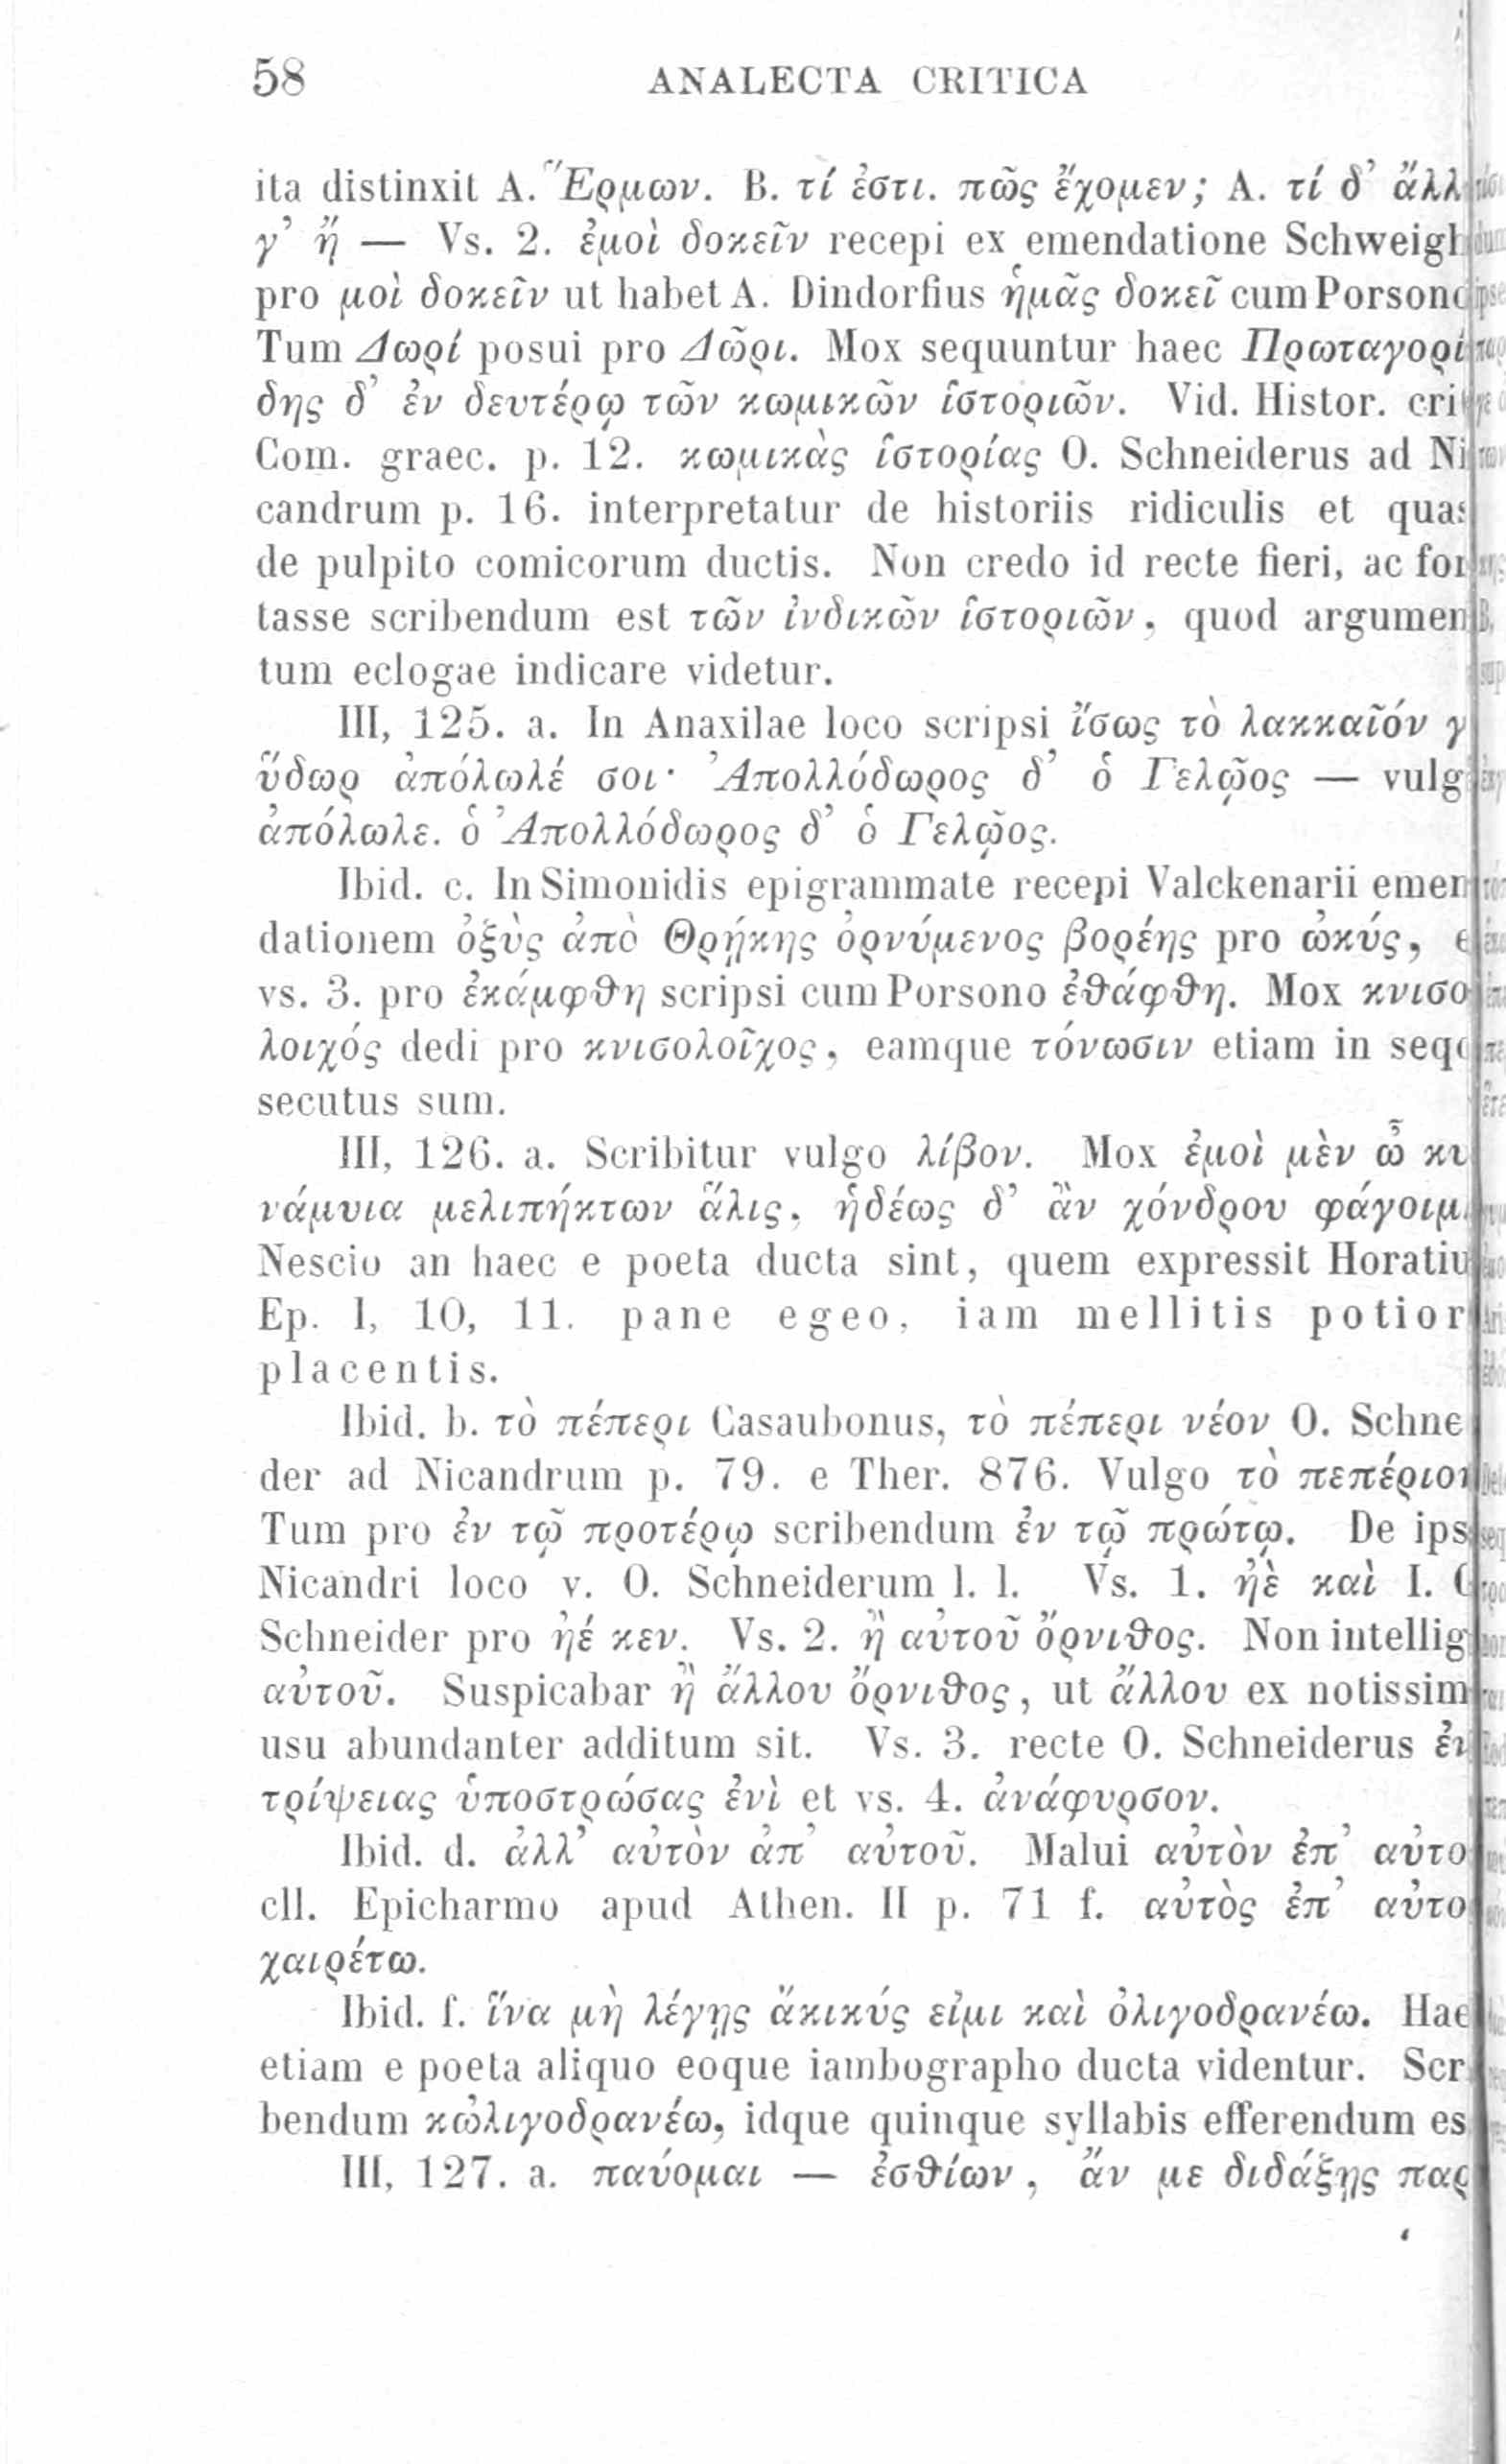 58 ANALECTA CRITICA
ita distinxit A. Ἕρμων. B. τί ἐστι. πῶς ἔχομεν; A. τί δ’ ἄλλ
γ’ ἤ — Vs. 2. ἐμοὶ δοκεῖν recepi ex emendatione Schweigh
pro μοὶ δοκεῖν ut habet A. Dindorfius ἡμᾶς δοκεῖ cum Porsono
Tum Δωρί posui pro Δῶρι. Mox sequuntur haec Πρωταγορί
δης δ’ ἐν δευτέρῳ τῶν κωμικῶν ἱστοριῶν. Vid. Histor. cri
Com. graec. p. 12. κωμικὰς ἱστορίας O. Schneiderus ad Ni
candrum p. 16. interpretatur de historiis ridiculis et quas
de pulpito comicorum ductis. Non credo id recte fieri, ac for
tasse scribendum est τῶν ἰνδικῶν ἱστοριῶν, quod argumen
tum eclogae indicare videtur.
III, 125. a. In Anaxilae loco scripsi ἴσως τὸ λακκαῖόν γ
ὕδωρ ἀπόλωλέ σοι· Ἀπολλόδωρος δ’ ὁ Γελῷος — vulg
ἀπόλωλε. ὁ Ἀπολλόδωρος δ’ ὁ Γελῷος.
Ibid. c. In Simonidis epigrammate recepi Valckenarii emen
dationem ὀξὺς ἀπὸ Θρῄκης ὀρνύμενος βορέης pro ὠκύς, e
vs. 3. pro ἐκάμφθη scripsi cum Porsono ἐθάφθη. Mox κνισο
λοιχός dedi pro κνισολοῖχος, eamque τόνωσιν etiam in seqq
secutus sum.
III, 126. a. Scribitur vulgo λίβον. Mox ἐμοὶ μὲν ὦ κυ
νάμυια μελιπήκτων ἅλις, ἡδέως δ’ ἂν χόνδρου φάγοιμ
Nescio an haec e poeta ducta sint, quem expressit Horatiu
Ep. I, 10, 11. pane egeo, iam mellitis potior
placentis.
Ibid. b. τὸ πέπερι Casaubonus, τὸ πέπερι νέον O. Schne
der ad Nicandrum p. 79. e Ther. 876. Vulgo τὸ πεπέριον
Tum pro ἐν τῷ προτέρῳ scribendum ἐν τῷ πρώτῳ. De ips
Nicandri loco v. O. Schneiderum l. l. Vs. 1. ἠὲ καὶ I. G
Schneider pro ἠέ κεν. Vs. 2. ἢ αὐτοῦ ὄρνιθος. Non intellig
αὐτοῦ. Suspicabar ἢ ἄλλου ὄρνιθος, ut ἄλλου ex notissim
usu abundanter additum sit. Vs. 3. recte O. Schneiderus ἐν
τρίψειας ὑποστρώσας ἐνὶ et vs. 4. ἀνάφυρσον.
Ibid. d. ἀλλ’ αὐτὸν ἀπ’ αὐτοῦ. Malui αὐτὸν ἐπ’ αὐτο
cll. Epicharmo apud Athen. II p. 71 f. αὐτὸς ἐπ’ αὐτο
χαιρέτω.
Ibid. f. ἵνα μὴ λέγῃς ἄκικύς εἰμι καὶ ὀλιγοδρανέω. Hae
etiam e poeta aliquo eoque iambographo ducta videntur. Scr
bendum κὠλιγοδρανέω, idque quinque syllabis efferendum es
III, 127. a. παύομαι — ἐσθίων, ἄν με διδάξῃς παρ